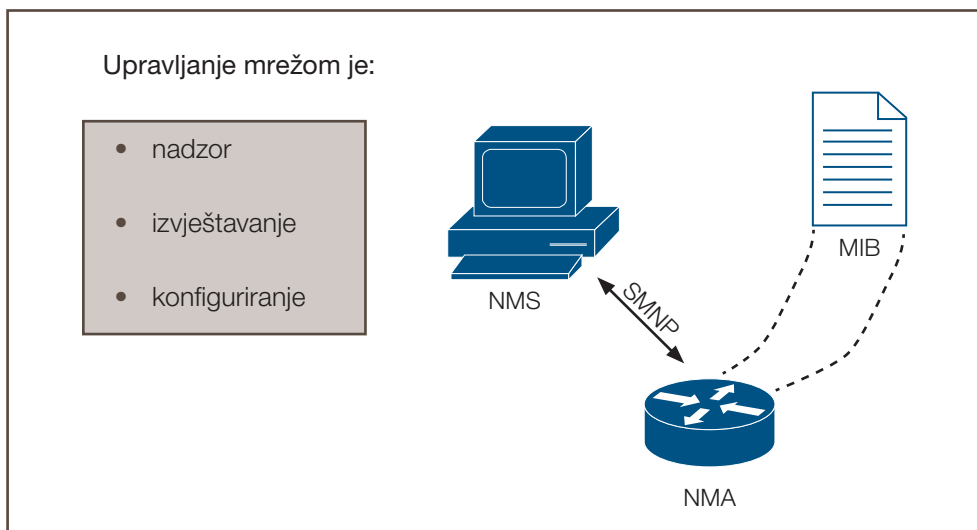 Upravljanje mrežom je:
• nadzor
• izvještavanje
• konfiguriranje
NMS
MIB
SMNP
NMA